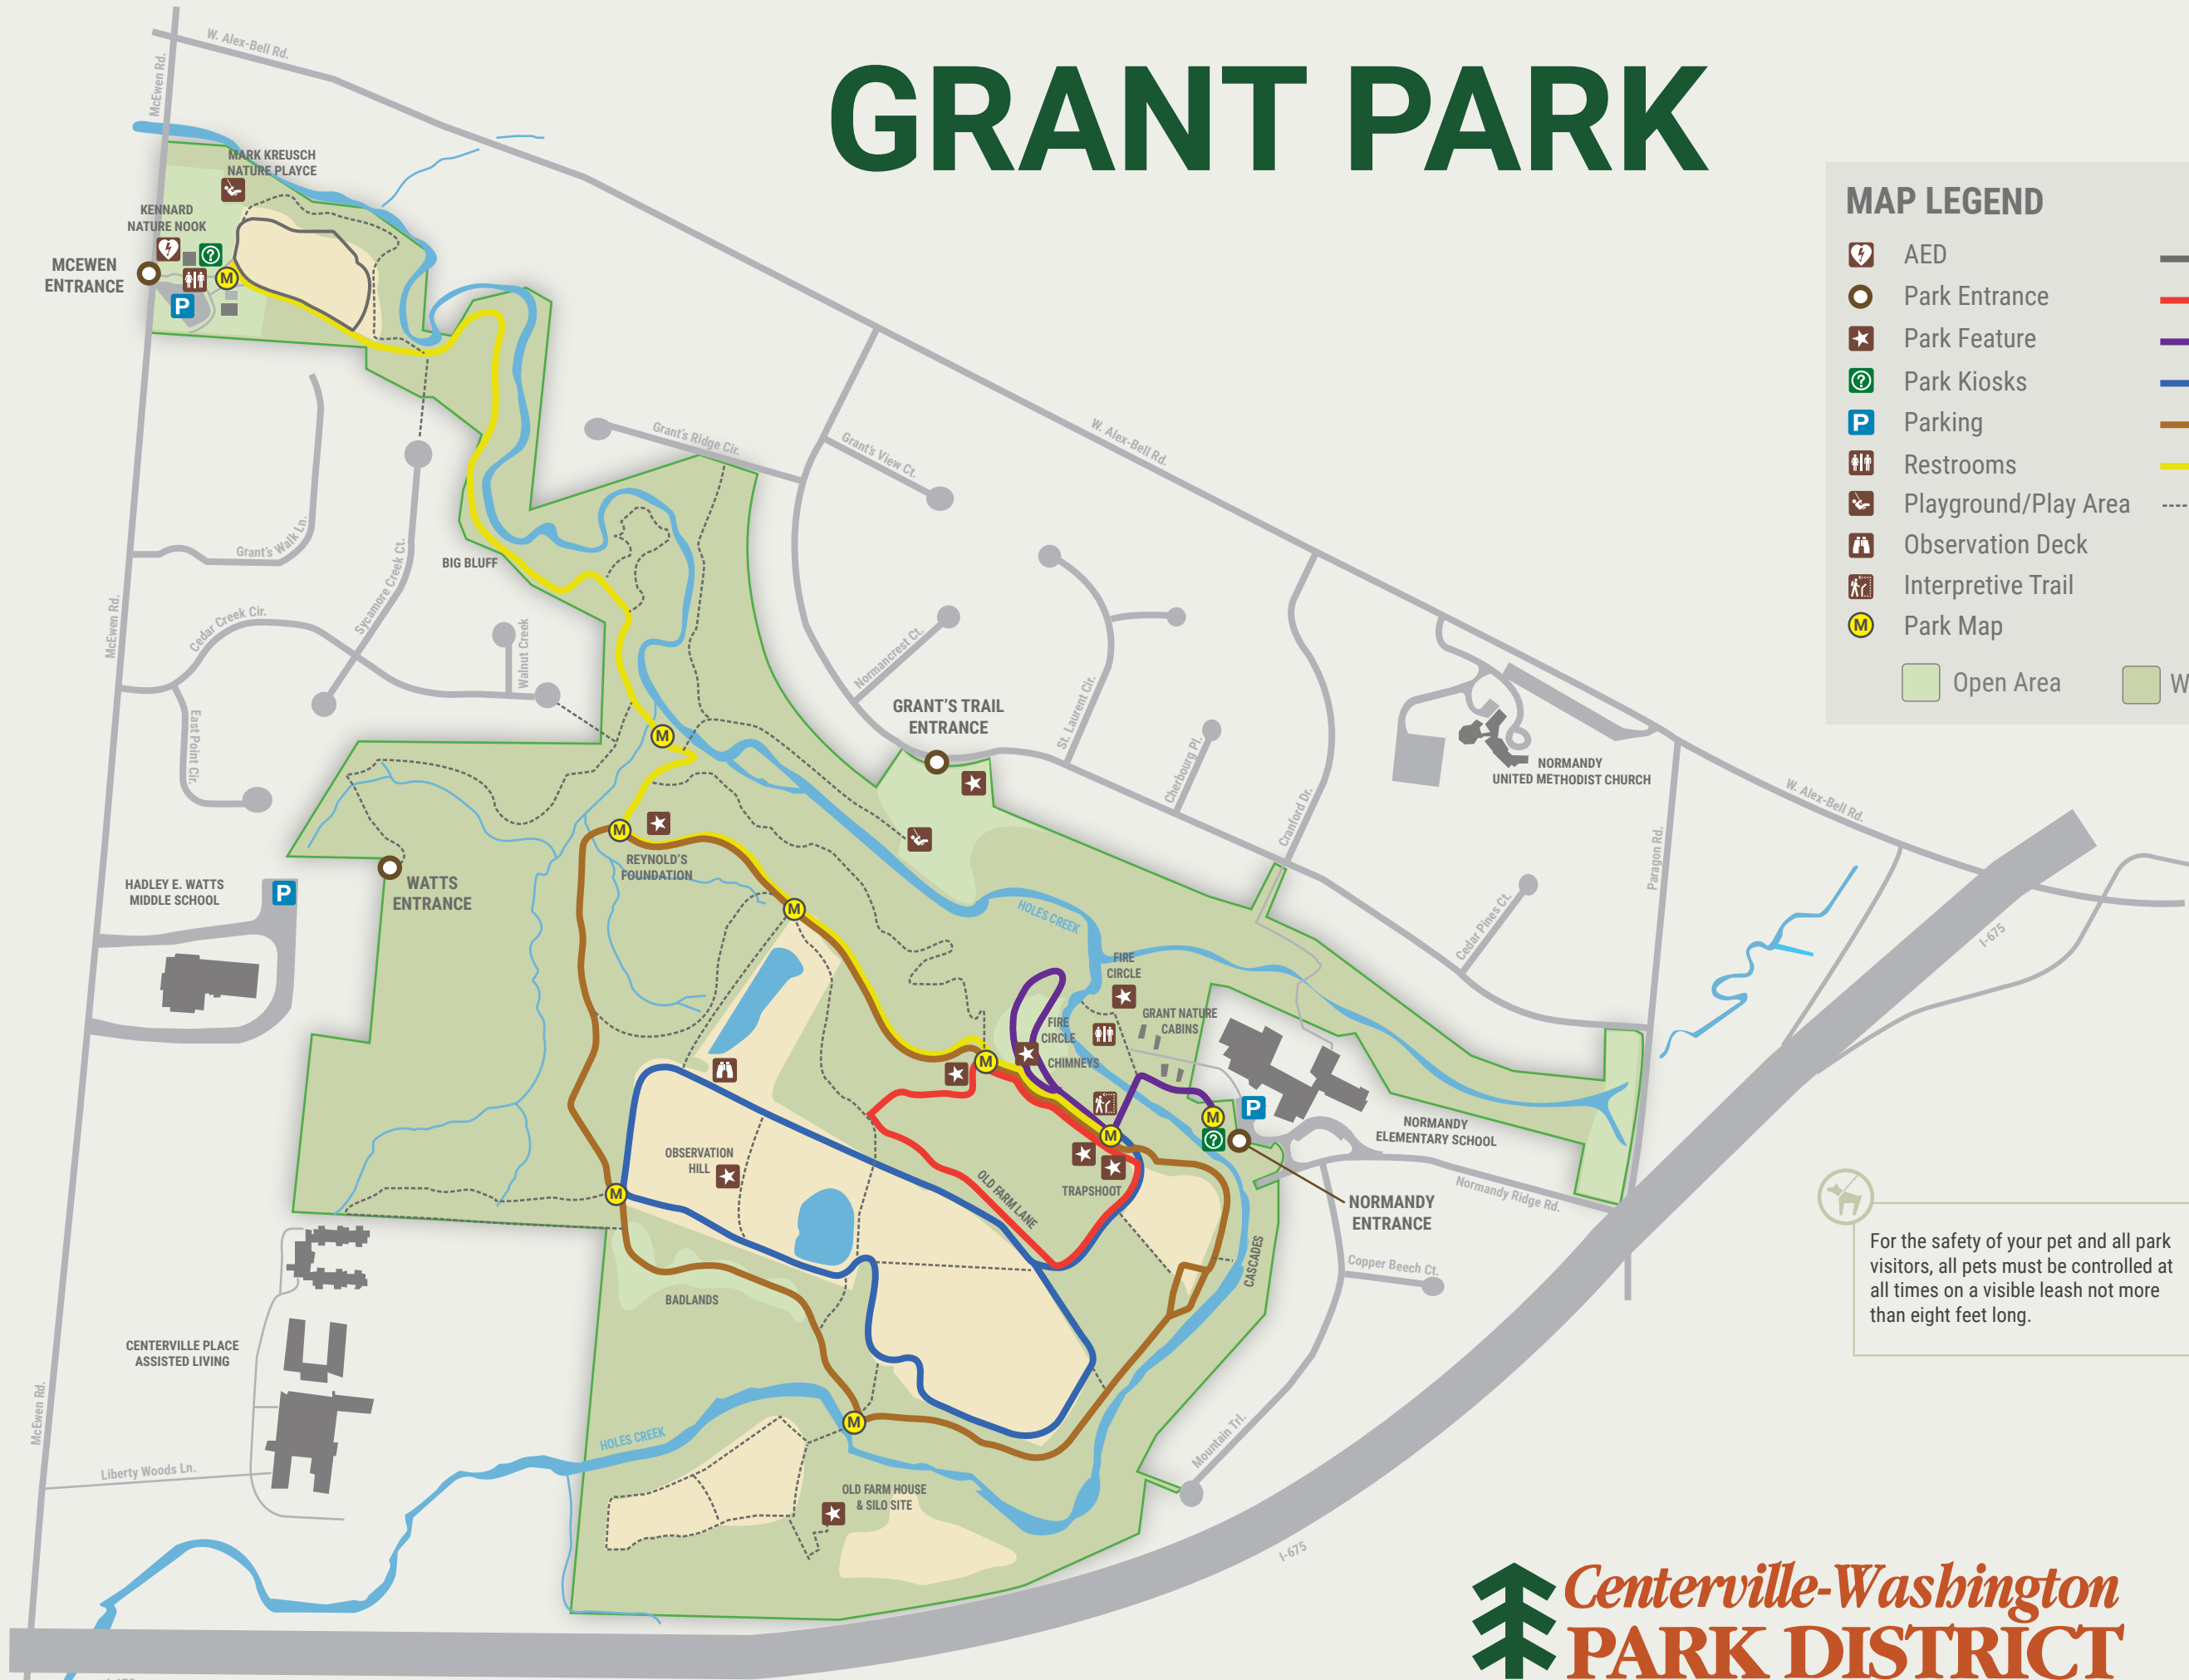 GRANT PARK
W. Alex-Bell Rd.
McEwen Rd.
MARK KREUSCH
NATURE PLAYCE
KENNARD
NATURE NOOK
MCEWEN
ENTRANCE
P
M
MAP LEGEND
AED
Park Entrance
Park Feature
Park Kiosks
P Parking
Restrooms
Playground/Play Area
Observation Deck
Interpretive Trail
M Park Map
Open Area
W
Grant's Ridge Cir.
Grant's View Ct.
W. Alex-Bell Rd.
Grant's Walk Ln.
Sycamore Creek Ct.
BIG BLUFF
McEwen Rd.
Cedar Creek Cir.
Walnut Creek
East Point Cir.
Normancrest Ct.
St. Laurent Cir.
GRANT'S TRAIL
ENTRANCE
Cherbourg Pl.
Cranford Dr.
NORMANDY
UNITED METHODIST CHURCH
W. Alex-Bell Rd.
Paragon Rd.
Cedar Pines Ct.
I-675
M
M
REYNOLD'S
FOUNDATION
WATTS
ENTRANCE
HADLEY E. WATTS
MIDDLE SCHOOL
P
M
HOLES CREEK
FIRE
CIRCLE
GRANT NATURE
CABINS
FIRE
CIRCLE
CHIMNEYS
M
M
P
M
NORMANDY
ELEMENTARY SCHOOL
OBSERVATION
HILL
TRAPSHOOT
OLD FARM LANE
M
NORMANDY
ENTRANCE
Normandy Ridge Rd.
CASCADES
Copper Beech Ct.
BADLANDS
CENTERVILLE PLACE
ASSISTED LIVING
McEwen Rd.
Liberty Woods Ln.
HOLES CREEK
M
OLD FARM HOUSE
& SILO SITE
Mountain Trl.
I-675
For the safety of your pet and all park
visitors, all pets must be controlled at
all times on a visible leash not more
than eight feet long.
Centerville-Washington
PARK DISTRICT